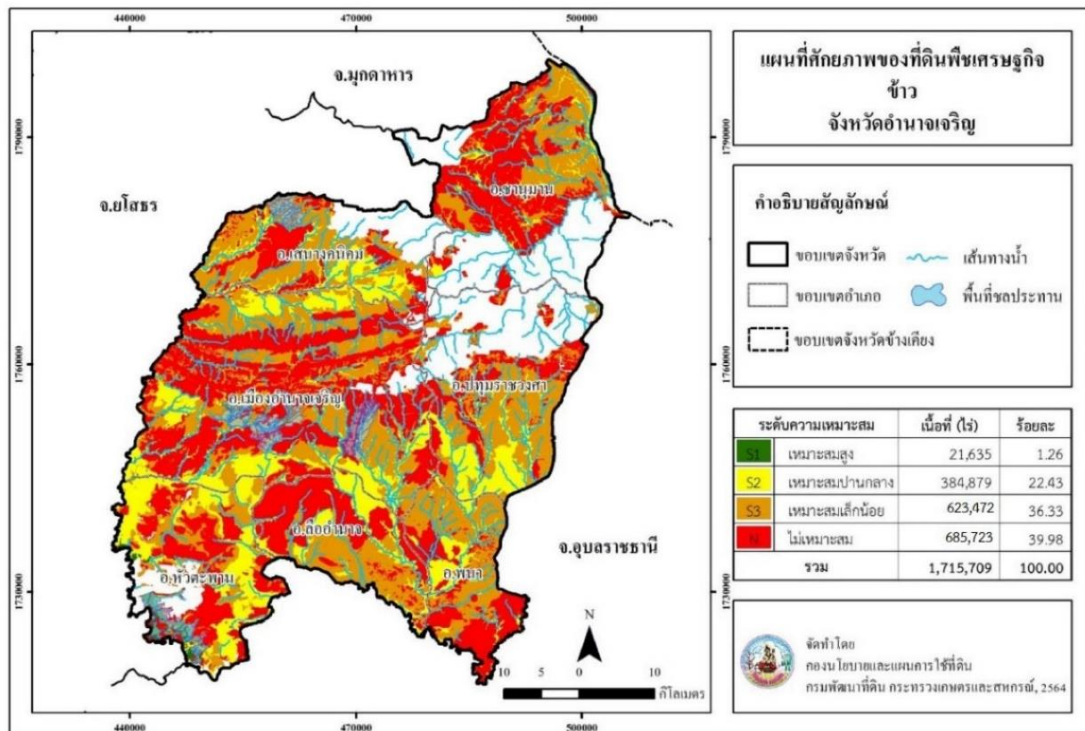 440000
470000
500000
1790000
1760000
1730000
จ.มุกดาหาร
จ.ยโสธร
อ.ชานุมาน
อ.เสนางคนิคม
อ.ปทุมราชวงศา
อ.เมืองอำนาจเจริญ
อ.ลืออำนาจ
จ.อุบลราชธานี
อ.หัวตะพาน
อ.พนา
N
10 5 0 10
กิโลเมตร
1790000
1760000
1730000
440000
470000
500000
แผนที่ศักยภาพของที่ดินพืชเศรษฐกิจ
ข้าว
จังหวัดอำนาจเจริญ
คำอธิบายสัญลักษณ์
ขอบเขตจังหวัด เส้นทางน้ำ
ขอบเขตอำเภอ พื้นที่ชลประทาน
ขอบเขตจังหวัดข้างเคียง
ระดับความเหมาะสม เนื้อที่ (ไร่) ร้อยละ
S1 เหมาะสมสูง 21,635 1.26
S2 เหมาะสมปานกลาง 384,879 22.43
S3 เหมาะสมเล็กน้อย 623,472 36.33
N ไม่เหมาะสม 685,723 39.98
รวม 1,715,709 100.00
จัดทำโดย
กองนโยบายและแผนการใช้ที่ดิน
กรมพัฒนาที่ดิน กระทรวงเกษตรและสหกรณ์, 2564